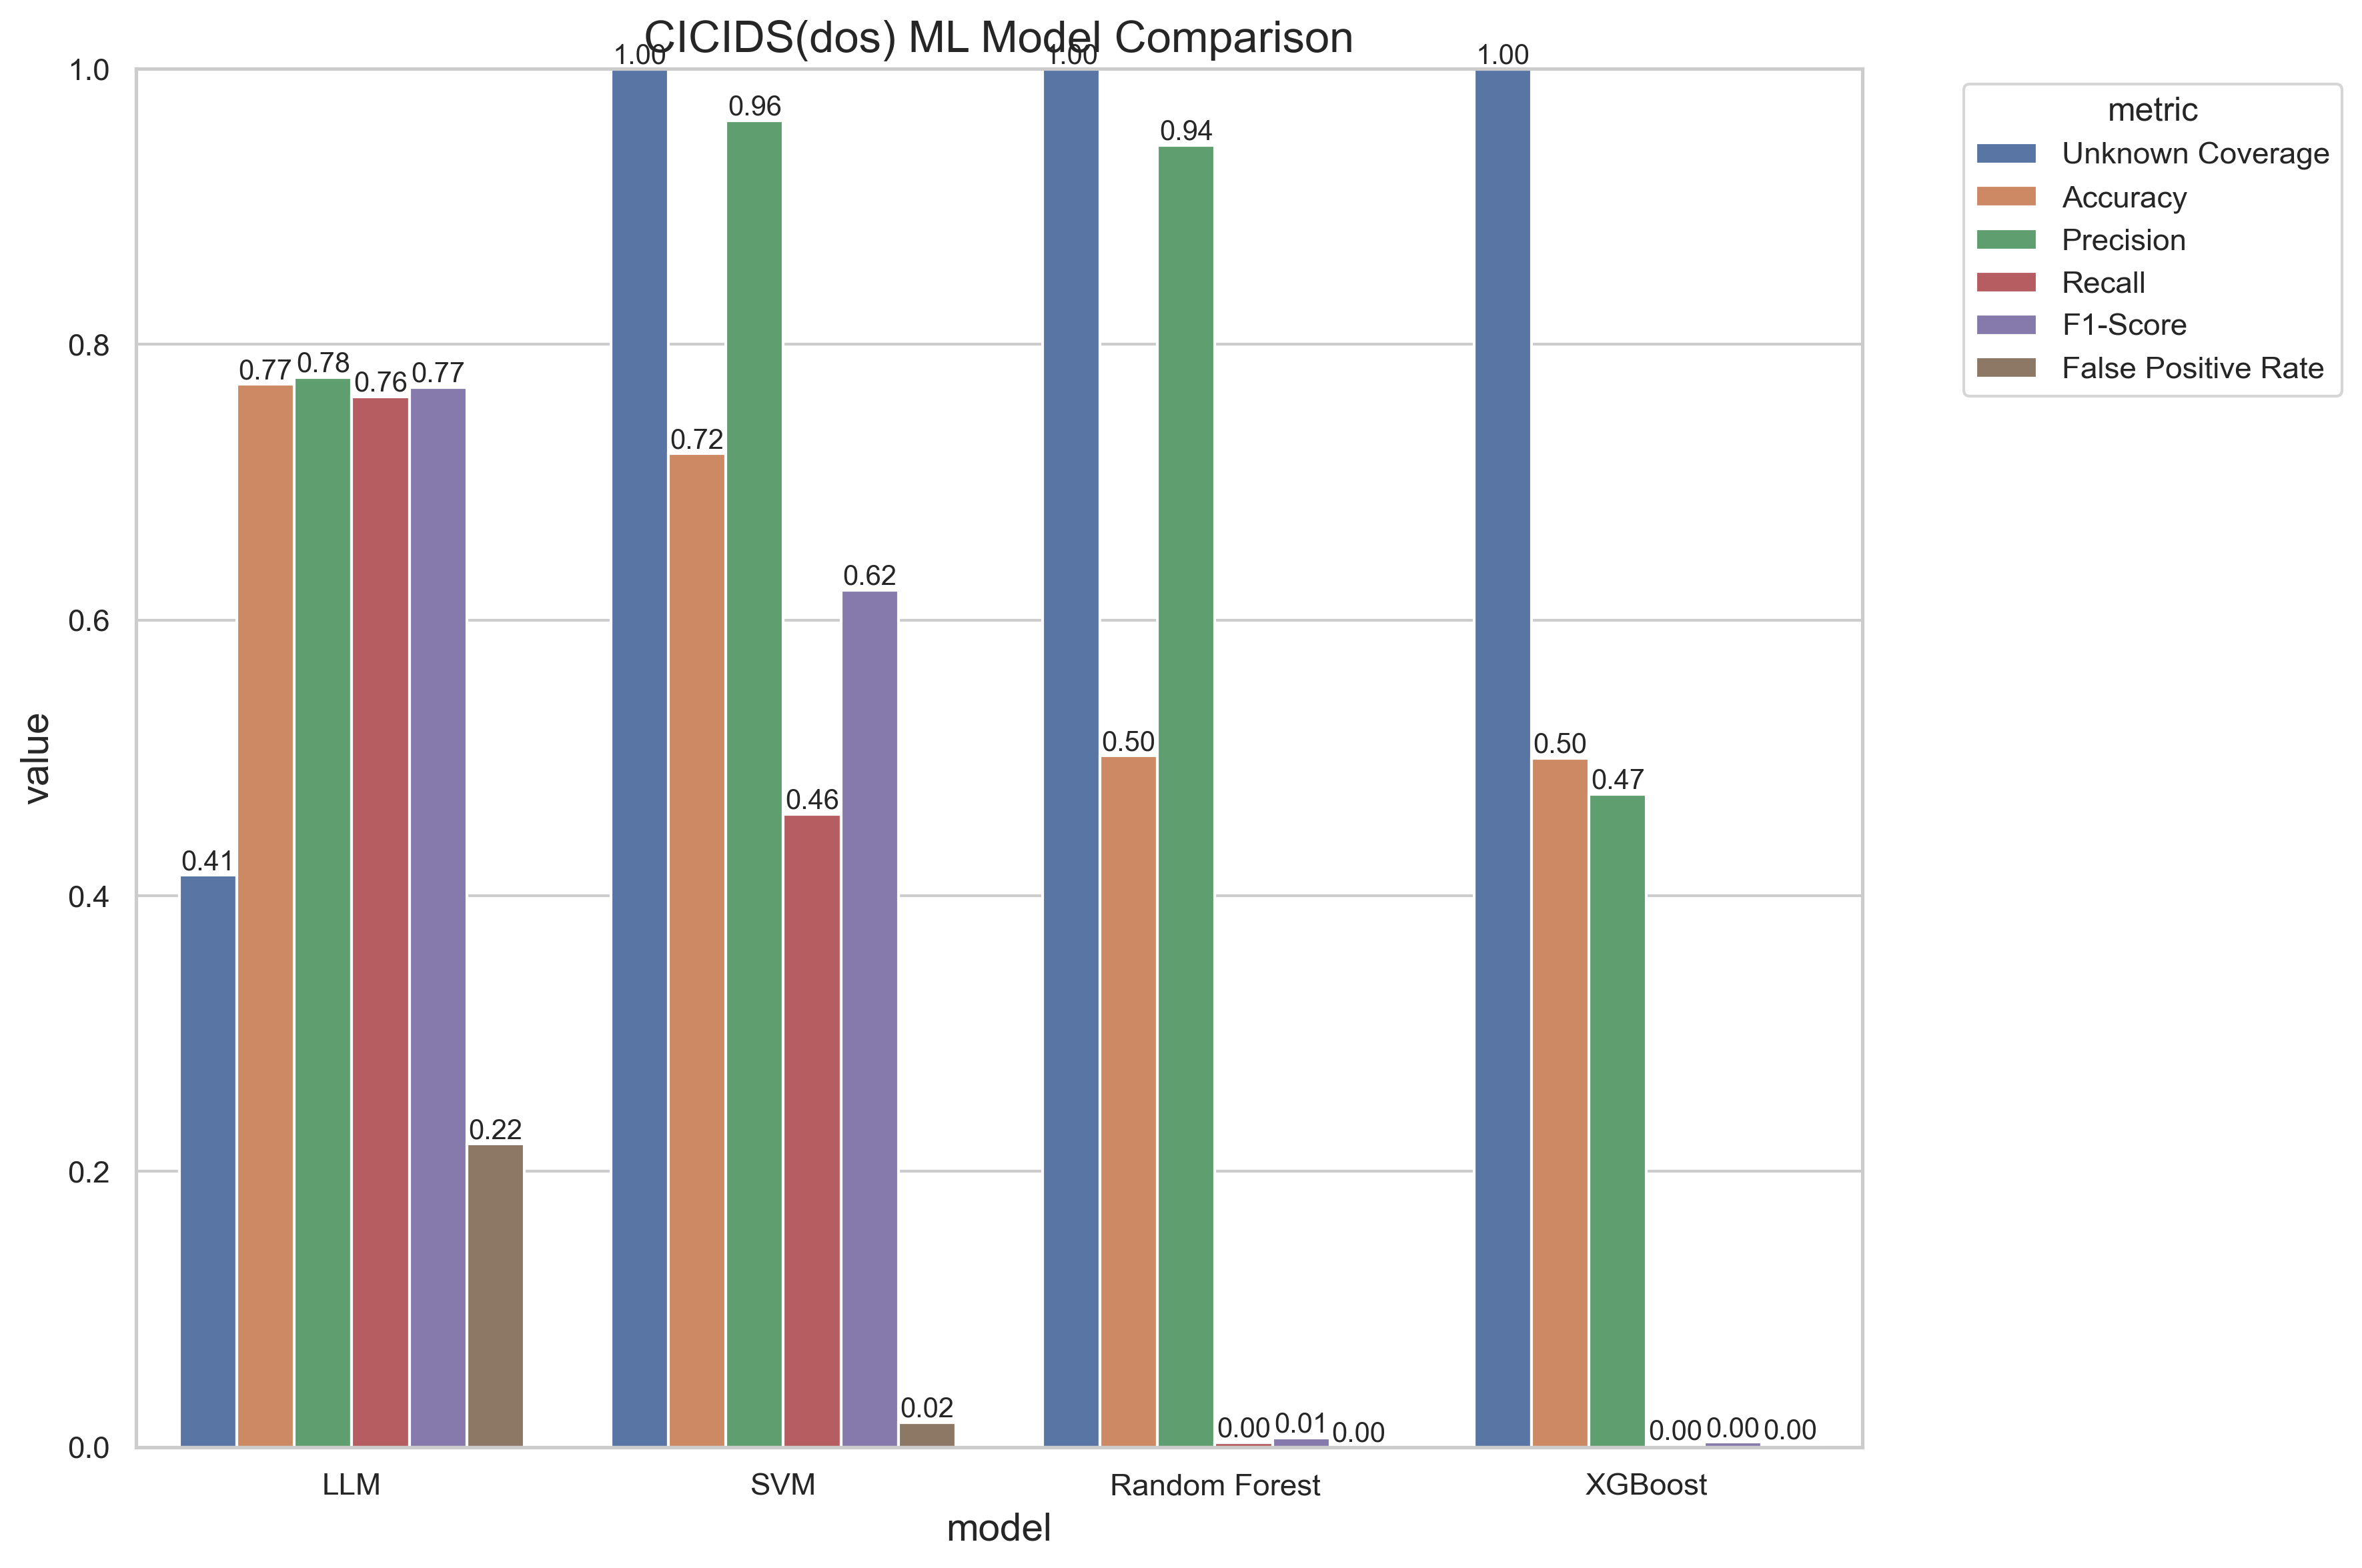 CICIDS(dos) ML Model Comparison
metric
Unknown Coverage
Accuracy
Precision
Recall
F1-Score
False Positive Rate
value
1.0
0.8
0.6
0.4
0.2
0.0
0.41
0.77
0.78
0.76
0.77
0.22
1.00
0.72
0.96
0.46
0.62
0.02
1.00
0.50
0.94
0.00
0.01
0.00
1.00
0.50
0.47
0.00
0.00
0.00
LLM
SVM
Random Forest
XGBoost
model